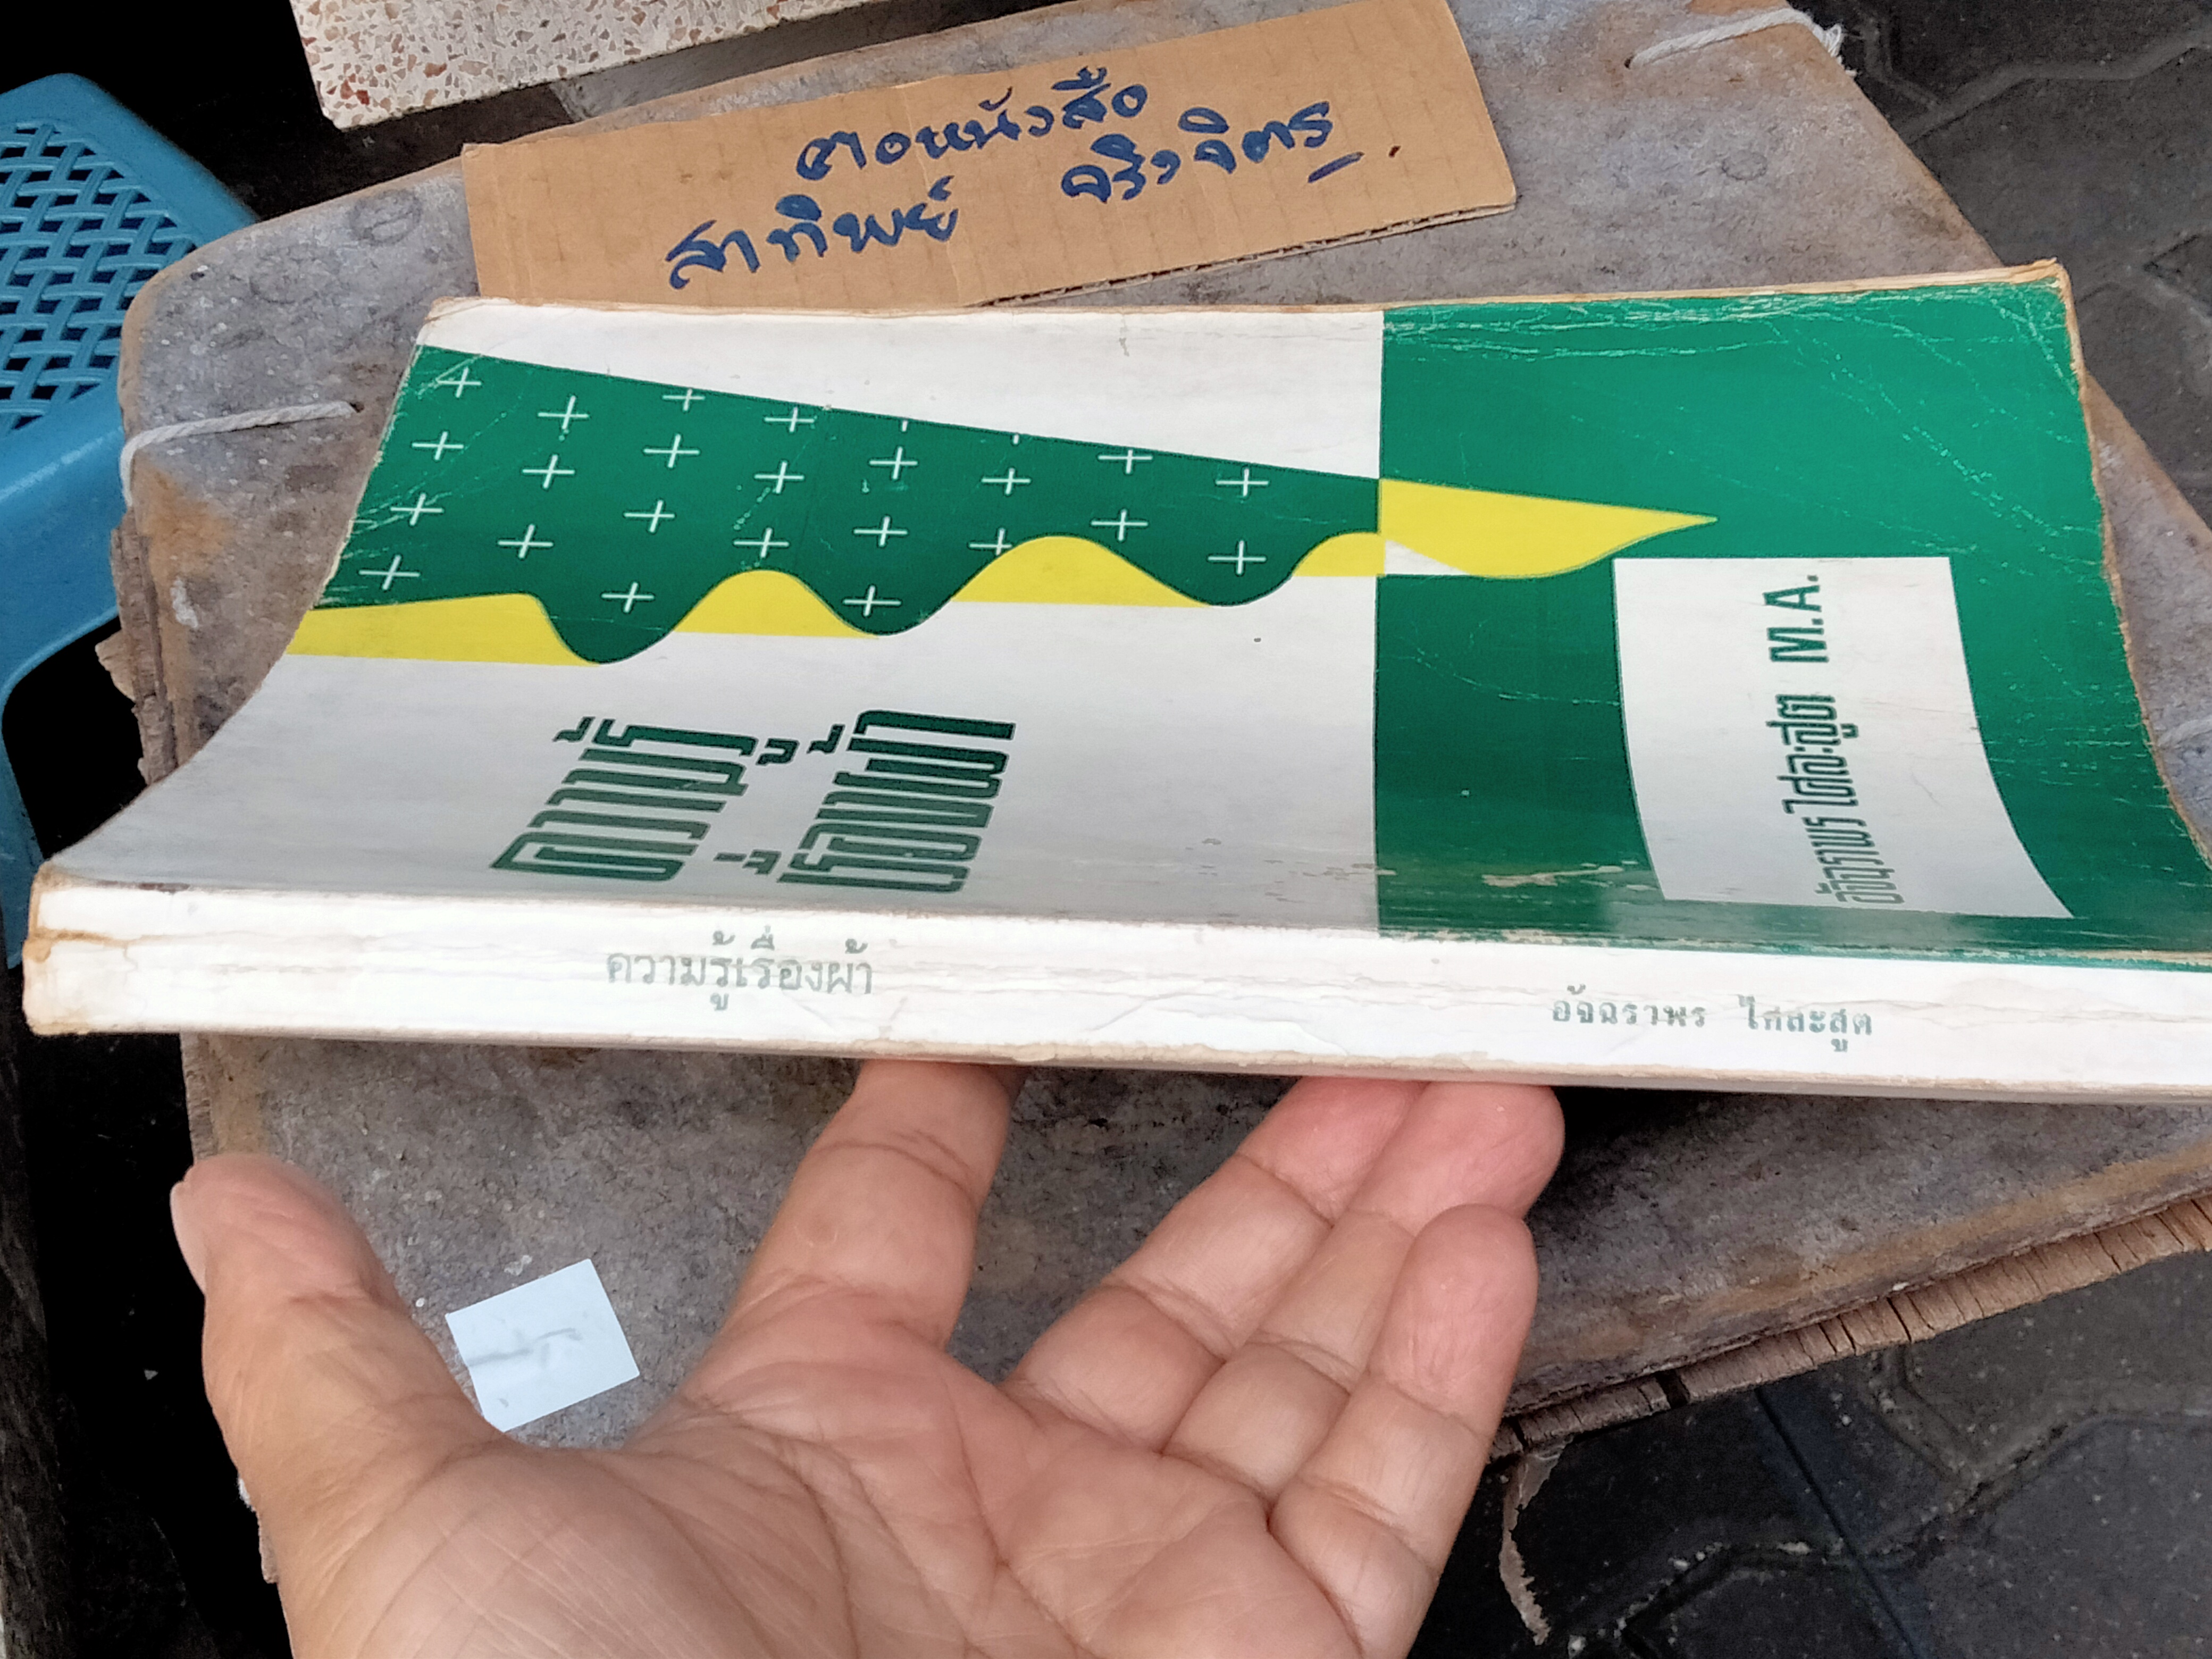 ตอหนังสือ
สาทิพย์ จริงจิตร
ความรู้
เรื่องผ้า
อัจฉราพร ไศละสูต M.A.
ความรู้เรื่องผ้า
อัจฉราพร ไศละสูต